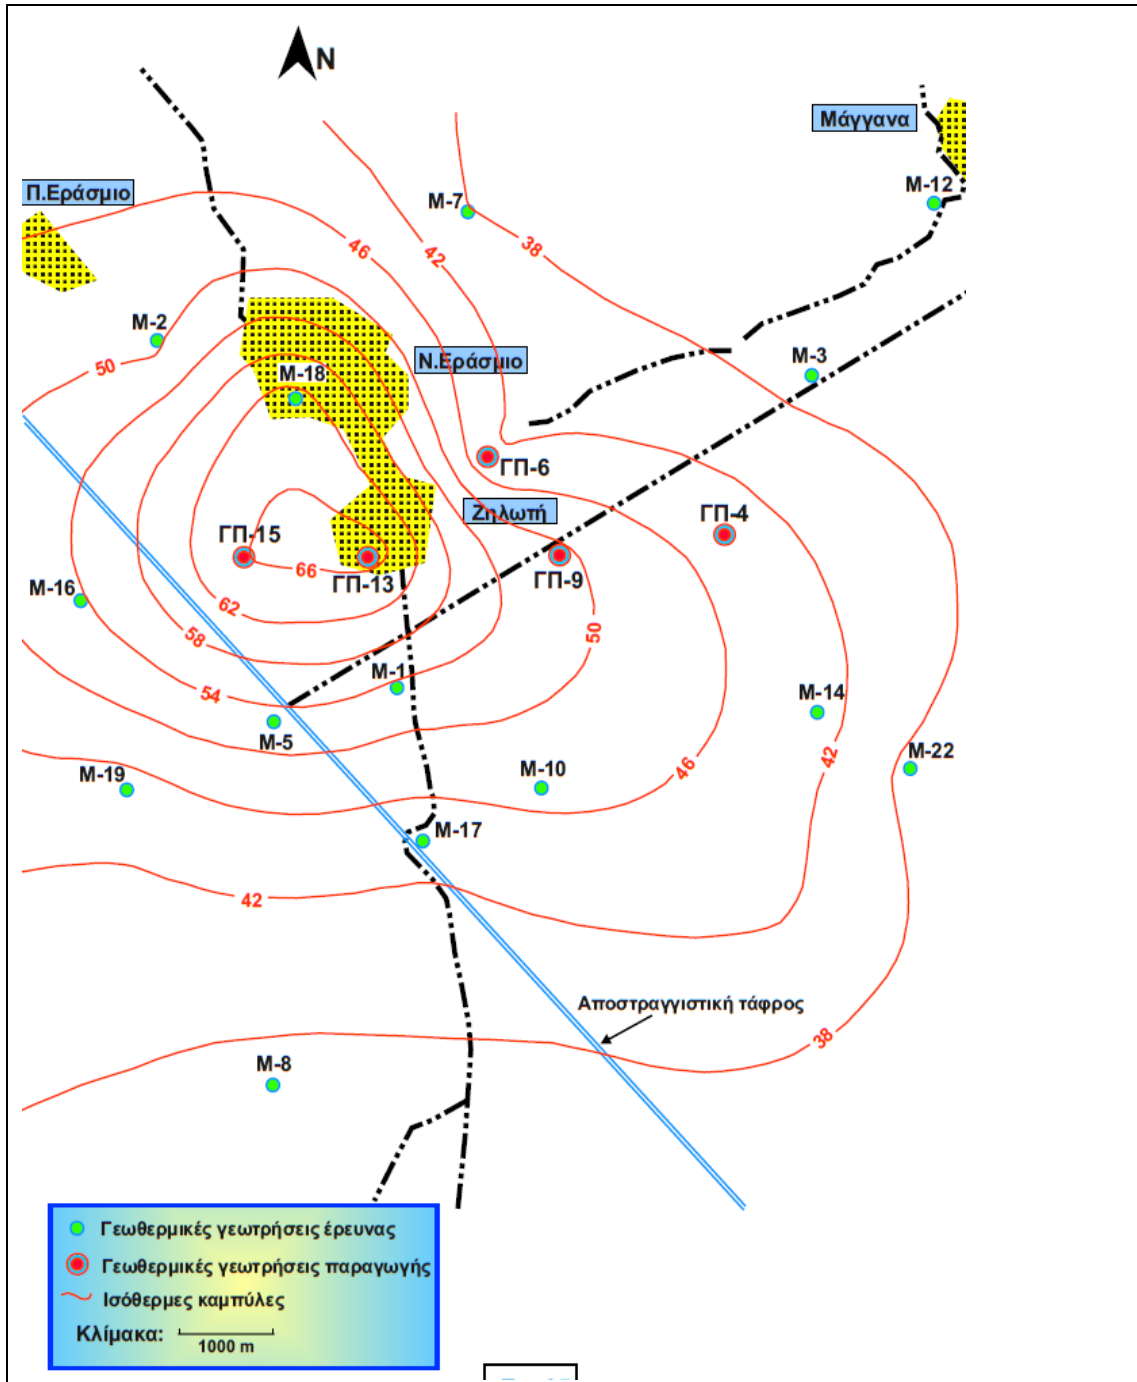 N
Μάγγανα
Π.Εράσμιο
Μ-12
Μ-7
46
42
38
Μ-2
Μ-3
50
Ν.Εράσμιο
Μ-18
ΓΠ-6
Ζηλωτή
ΓΠ-4
ΓΠ-15
66
ΓΠ-13
ΓΠ-9
Μ-16
62
58
50
54
Μ-1
Μ-14
Μ-5
Μ-22
Μ-19
Μ-10
46
42
Μ-17
42
Αποστραγγιστική τάφρος
38
Μ-8
Γεωθερμικές γεωτρήσεις έρευνας
Γεωθερμικές γεωτρήσεις παραγωγής
Ισόθερμες καμπύλες
Κλίμακα:
1000 m